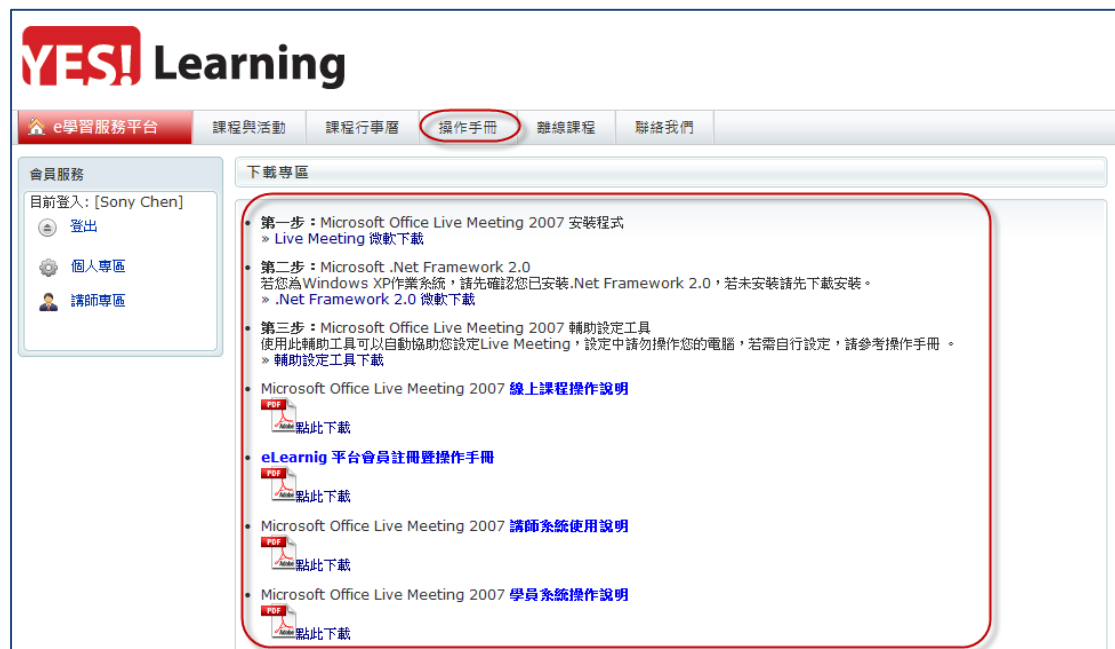 YES! Learning
e學習服務平台 課程與活動 課程行事曆 操作手冊 離線課程 聯絡我們
會員服務
目前登入: [Sony Chen]
登出
個人專區
講師專區
下載專區
第一步：Microsoft Office Live Meeting 2007 安裝程式
» Live Meeting 微軟下載
第二步：Microsoft .Net Framework 2.0
若您為Windows XP作業系統，請先確認您已安裝.Net Framework 2.0，若未安裝請先下載安裝。
» .Net Framework 2.0 微軟下載
第三步：Microsoft Office Live Meeting 2007 輔助設定工具
使用此輔助工具可以自動協助您設定Live Meeting，設定中請勿操作您的電腦，若需自行設定，請參考操作手冊 。
» 輔助設定工具下載
Microsoft Office Live Meeting 2007 線上課程操作說明
PDF
Adobe
點此下載
eLearnig 平台會員註冊暨操作手冊
PDF
Adobe
點此下載
Microsoft Office Live Meeting 2007 講師系統使用說明
PDF
Adobe
點此下載
Microsoft Office Live Meeting 2007 學員系統操作說明
PDF
Adobe
點此下載